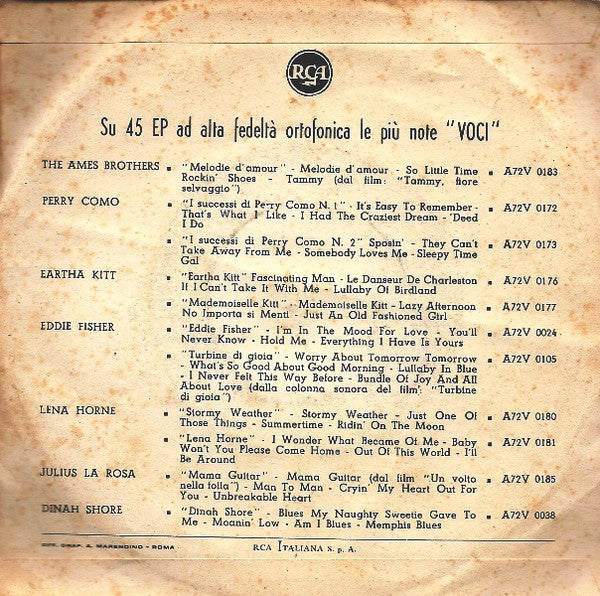 RCA
Su 45 EP ad alta fedeltà ortofonica le più note "VOCI"
THE AMES BROTHERS ▪ "Melodie d'amour" - Melodie d'amour - So Little Time ▪ A72V 0183
Rockin' Shoes - Tammy (dal film: "Tammy, fiore
selvaggio")
PERRY COMO ▪ "I successi di Perry Como N. 1" - It's Easy To Remember - ▪ A72V 0172
That's What I Like - I Had The Craziest Dream - 'Deed
I Do
▪ "I successi di Perry Como N. 2" Sposin' - They Can't ▪ A72V 0173
Take Away From Me - Somebody Loves Me - Sleepy Time
Gal
EARTHA KITT ▪ "Eartha Kitt" Fascinating Man - Le Danseur De Charleston ▪ A72V 0176
If I Can't Take It With Me - Lullaby Of Birdland
▪ "Mademoiselle Kitt" - Mademoiselle Kitt - Lazy Afternoon ▪ A72V 0177
No Importa si Menti - Just An Old Fashioned Girl
EDDIE FISHER ▪ "Eddie Fisher" - I'm In The Mood For Love - You'll ▪ A72V 0024
Never Know - Hold Me - Everything I Have Is Yours
▪ "Turbine di gioia" - Worry About Tomorrow Tomorrow ▪ A72V 0105
- What's So Good About Good Morning - Lullaby In Blue
- I Never Felt This Way Before - Bundle Of Joy And All
About Love (dalla colonna sonora del film: "Turbine
di gioia")
LENA HORNE ▪ "Stormy Weather" - Stormy Weather - Just One Of ▪ A72V 0180
Those Things - Summertime - Ridin' On The Moon
▪ "Lena Horne" - I Wonder What Became Of Me - Baby ▪ A72V 0181
Won't You Please Come Home - Out Of This World - I'll
Be Around
JULIUS LA ROSA ▪ "Mama Guitar" - Mama Guitar (dal film "Un volto ▪ A72V 0185
nella folla") - Man To Man - Cryin' My Heart Out For
You - Unbreakable Heart
DINAH SHORE ▪ "Dinah Shore" - Blues My Naughty Sweetie Gave To ▪ A72V 0038
Me - Moanin' Low - Am I Blues - Memphis Blues
MARENDINO - ROMA
RCA ITALIANA S. p. A.